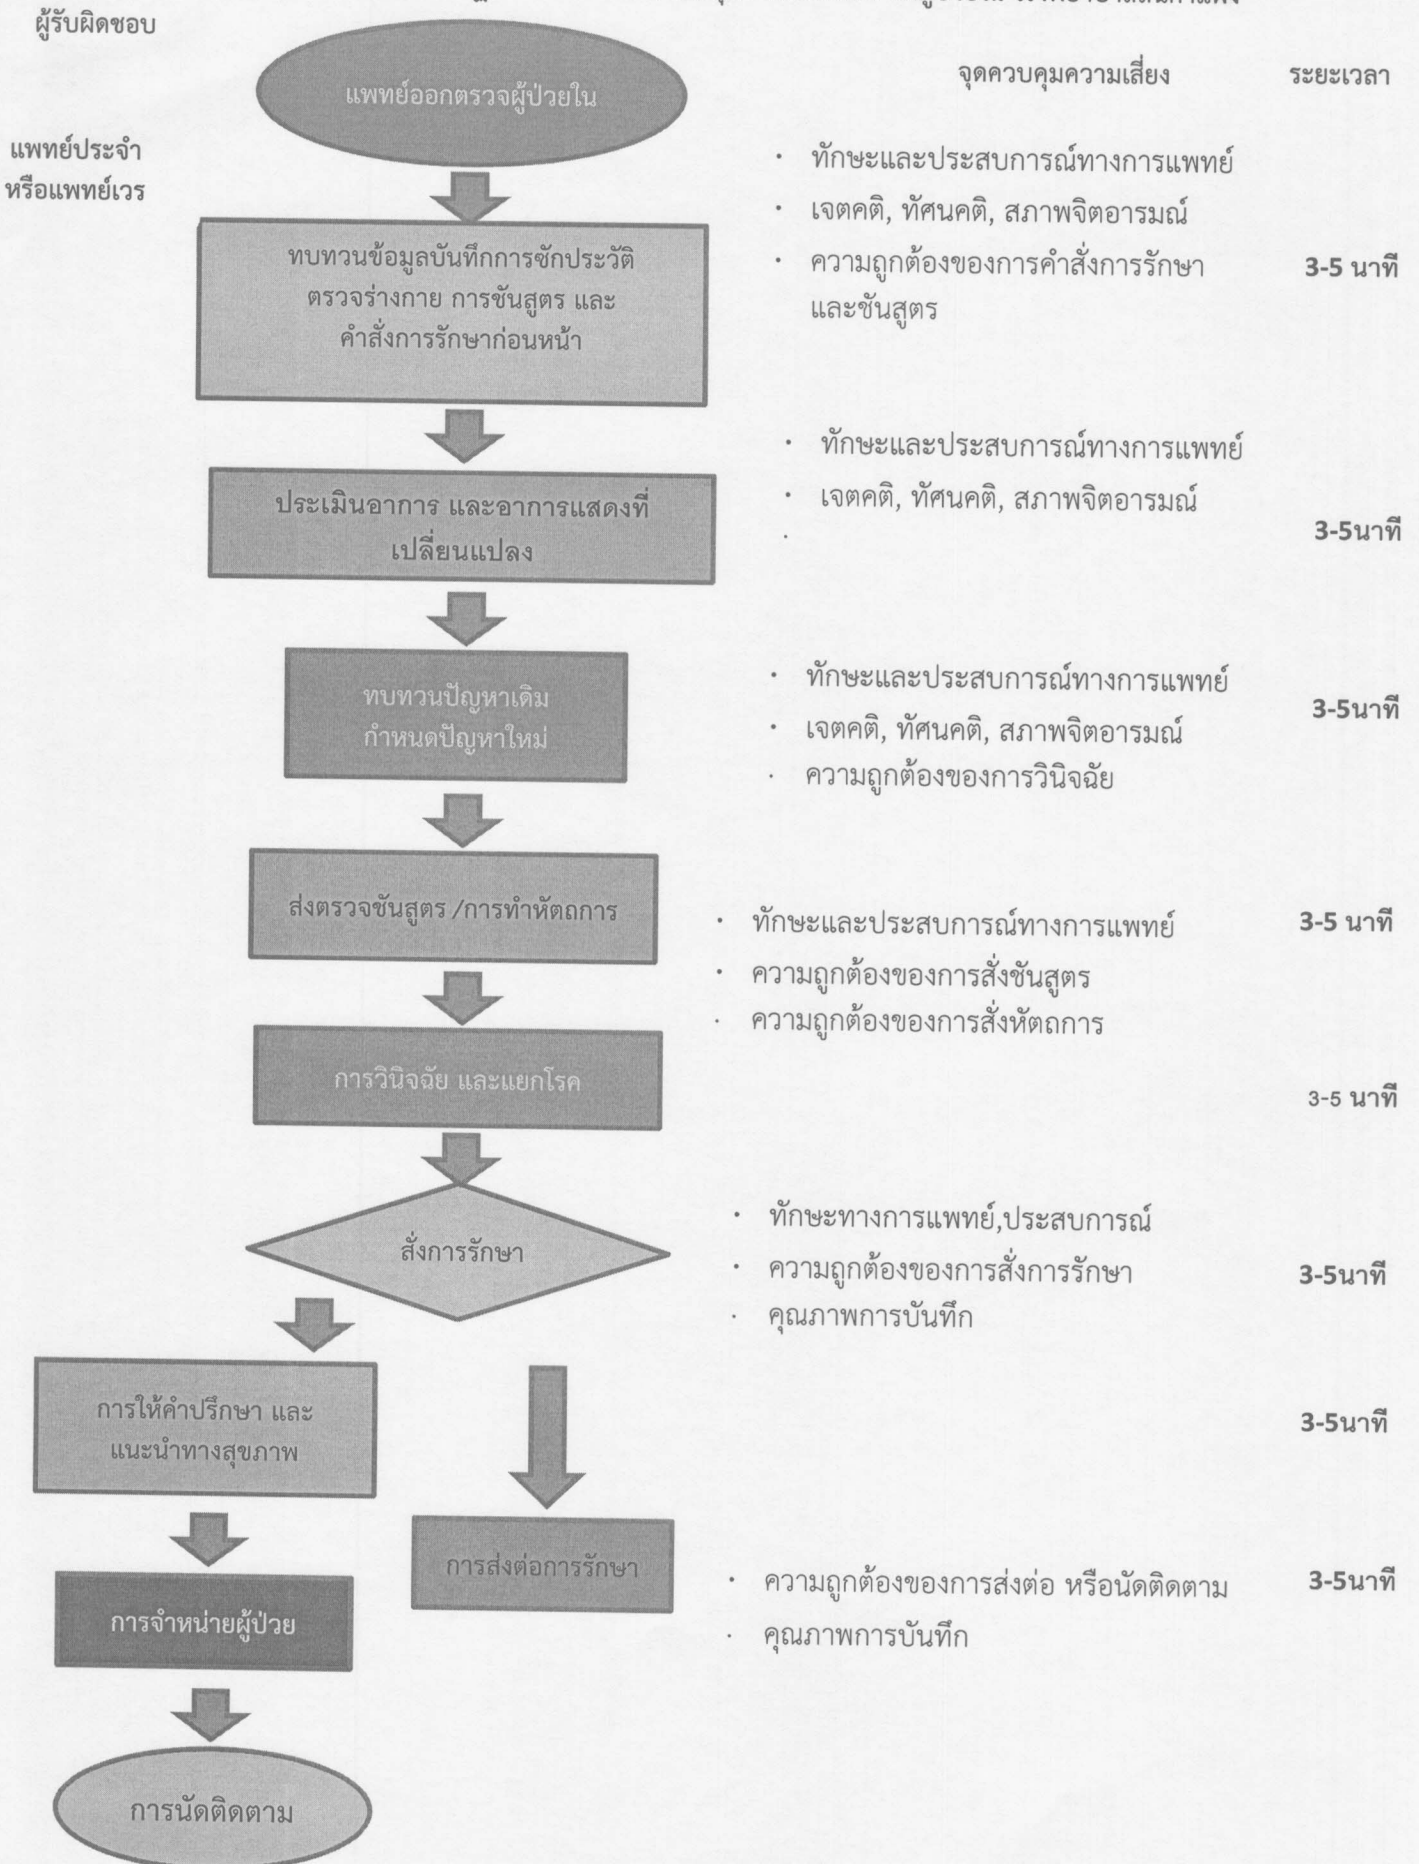 ผู้รับผิดชอบ
จุดควบคุมความเสี่ยง
ระยะเวลา
แพทย์ออกตรวจผู้ป่วยใน
แพทย์ประจำ
หรือแพทย์เวร
· ทักษะและประสบการณ์ทางการแพทย์
· เจตคติ, ทัศนคติ, สภาพจิตอารมณ์
· ความถูกต้องของการคำสั่งการรักษา
และชันสูตร
3-5 นาที
ทบทวนข้อมูลบันทึกการซักประวัติ
ตรวจร่างกาย การชันสูตร และ
คำสั่งการรักษาก่อนหน้า
· ทักษะและประสบการณ์ทางการแพทย์
· เจตคติ, ทัศนคติ, สภาพจิตอารมณ์
·
3-5นาที
ประเมินอาการ และอาการแสดงที่
เปลี่ยนแปลง
ทบทวนปัญหาเดิม
กำหนดปัญหาใหม่
· ทักษะและประสบการณ์ทางการแพทย์
· เจตคติ, ทัศนคติ, สภาพจิตอารมณ์
· ความถูกต้องของการวินิจฉัย
3-5นาที
ส่งตรวจชันสูตร /การทำหัตถการ
· ทักษะและประสบการณ์ทางการแพทย์
· ความถูกต้องของการสั่งชันสูตร
· ความถูกต้องของการสั่งหัตถการ
3-5 นาที
การวินิจฉัย และแยกโรค
3-5 นาที
สั่งการรักษา
· ทักษะทางการแพทย์,ประสบการณ์
· ความถูกต้องของการสั่งการรักษา
· คุณภาพการบันทึก
3-5นาที
การให้คำปรึกษา และ
แนะนำทางสุขภาพ
3-5นาที
การส่งต่อการรักษา
· ความถูกต้องของการส่งต่อ หรือนัดติดตาม
· คุณภาพการบันทึก
3-5นาที
การจำหน่ายผู้ป่วย
การนัดติดตาม